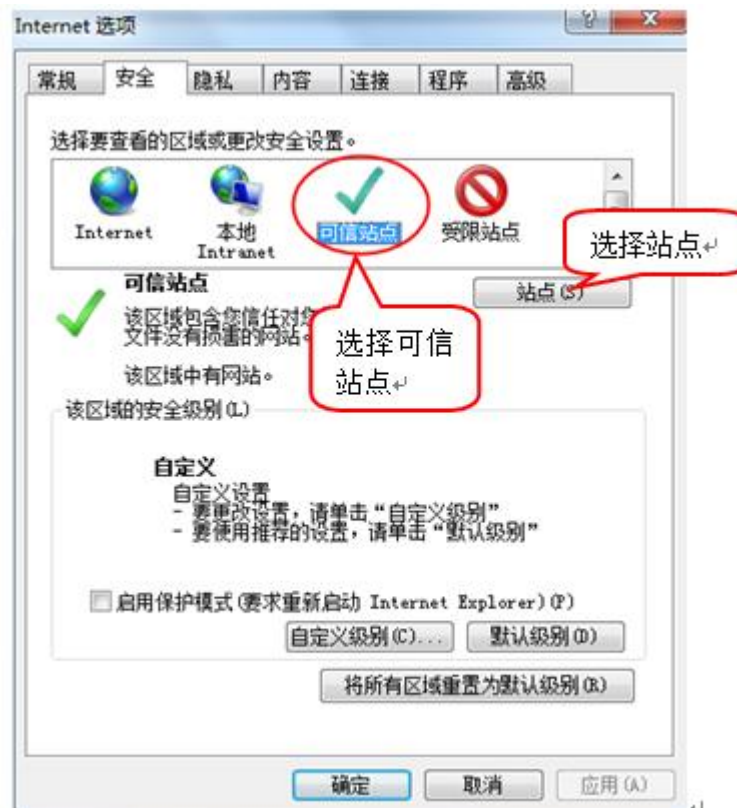 Internet 选项
常规 安全 隐私 内容 连接 程序 高级
选择要查看的区域或更改安全设置。
Internet
本地
Intranet
可信站点
受限站点
选择站点
可信站点
站点(S)
该区域包含您信任对您
文件没有损害的网站。
选择可信
站点
该区域中有网站。
该区域的安全级别(L)
自定义
自定义设置
- 要更改设置，请单击“自定义级别”
- 要使用推荐的设置，请单击“默认级别”
启用保护模式(要求重新启动 Internet Explorer)(P)
自定义级别(C)... 默认级别(D)
将所有区域重置为默认级别(R)
确定 取消 应用(A)